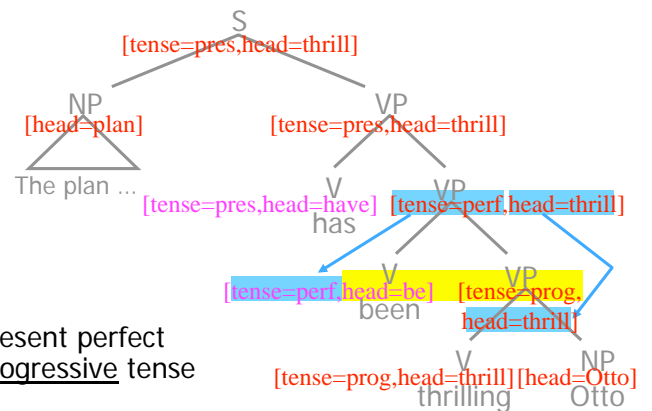 S
[tense=pres,head=thrill]
NP
VP
[head=plan]
[tense=pres,head=thrill]
The plan ...
V
VP
[tense=pres,head=have]
[tense=perf,head=thrill]
has
V
VP
[tense=perf,head=be]
[tense=prog,
been
head=thrill]
esent perfect
ogressive tense
V
NP
[tense=prog,head=thrill]
[head=Otto]
thrilling
Otto